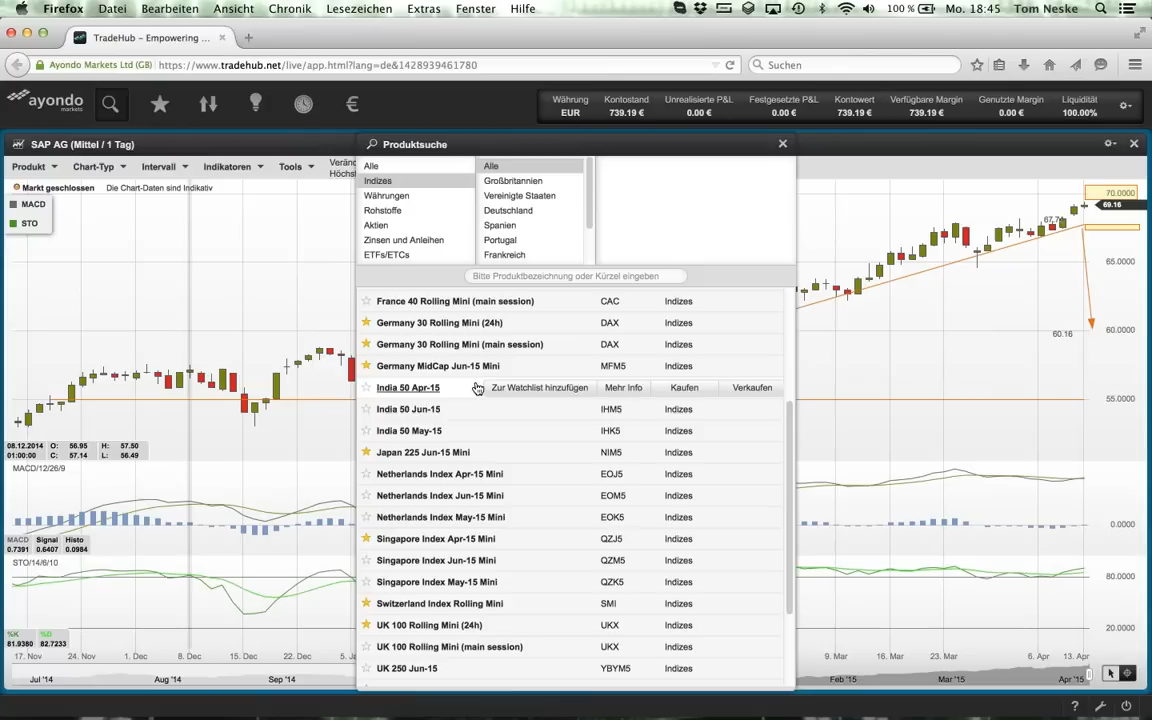 Firefox Datei Bearbeiten Ansicht Chronik Lesezeichen Extras Fenster Hilfe 100 % Mo. 18:45 Tom Neske
TradeHub – Empowering ...
Ayondo Markets Ltd (GB) https://www.tradehub.net/live/app.html?lang=de&1428939461780 Suchen
ayondo markets
Währung Kontostand Unrealisierte P&L Festgesetzte P&L Kontowert Verfügbare Margin Genutzte Margin Liquidität
EUR 739.19 € 0.00 € 0.00 € 739.19 € 739.19 € 0.00 € 100.00%
SAP AG (Mittel / 1 Tag)
Produkt Chart-Typ Intervall Indikatoren Tools
Verän
Höchs
Markt geschlossen Die Chart-Daten sind Indikativ
MACD
STO
Produktsuche
Alle
Indizes
Währungen
Rohstoffe
Aktien
Zinsen und Anleihen
ETFs/ETCs
Alle
Großbritannien
Vereinigte Staaten
Deutschland
Spanien
Portugal
Frankreich
Bitte Produktbezeichnung oder Kürzel eingeben
France 40 Rolling Mini (main session) CAC Indizes
Germany 30 Rolling Mini (24h) DAX Indizes
Germany 30 Rolling Mini (main session) DAX Indizes
Germany MidCap Jun-15 Mini MFM5 Indizes
India 50 Apr-15 Zur Watchlist hinzufügen Mehr Info Kaufen Verkaufen
India 50 Jun-15 IHM5 Indizes
India 50 May-15 IHK5 Indizes
Japan 225 Jun-15 Mini NIM5 Indizes
Netherlands Index Apr-15 Mini EOJ5 Indizes
Netherlands Index Jun-15 Mini EOM5 Indizes
Netherlands Index May-15 Mini EOK5 Indizes
Singapore Index Apr-15 Mini QZJ5 Indizes
Singapore Index Jun-15 Mini QZM5 Indizes
Singapore Index May-15 Mini QZK5 Indizes
Switzerland Index Rolling Mini SMI Indizes
UK 100 Rolling Mini (24h) UKX Indizes
UK 100 Rolling Mini (main session) UKX Indizes
UK 250 Jun-15 YBYM5 Indizes
70.0000
69.16
65.0000
60.0000
60.16
55.0000
0.0000
80.0000
20.0000
08.12.2014 O: 56.95 H: 57.50
01:00:00 C: 57.14 L: 56.49
MACD/12/26/9
MACD Signal Histo
0.7391 0.6407 0.0984
STO/14/6/10
%K %D
81.9380 82.7233
17. Nov 24. Nov 1. Dec 8. Dec 15. Dec 22. Dec 5. J 9. Mar 16. Mar 23. Mar 6. Apr 13. Apr
Jul '14 Aug '14 Sep '14 Feb '15 Mar '15 Apr '15